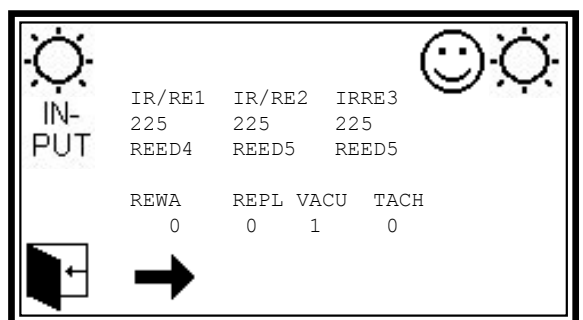 IN-
PUT
IR/RE1 IR/RE2 IRRE3
225 225 225
REED4 REED5 REED5
REWA REPL VACU TACH
0 0 1 0